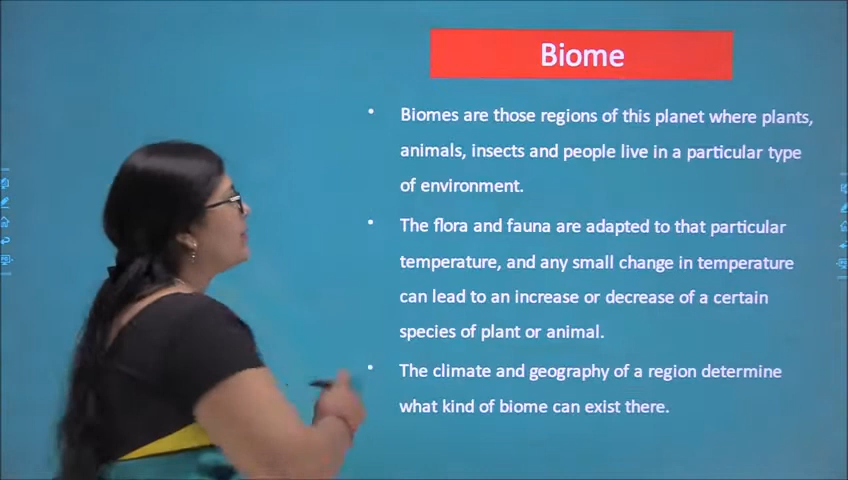 Biome
• Biomes are those regions of this planet where plants,
animals, insects and people live in a particular type
of environment.
• The flora and fauna are adapted to that particular
temperature, and any small change in temperature
can lead to an increase or decrease of a certain
species of plant or animal.
• The climate and geography of a region determine
what kind of biome can exist there.